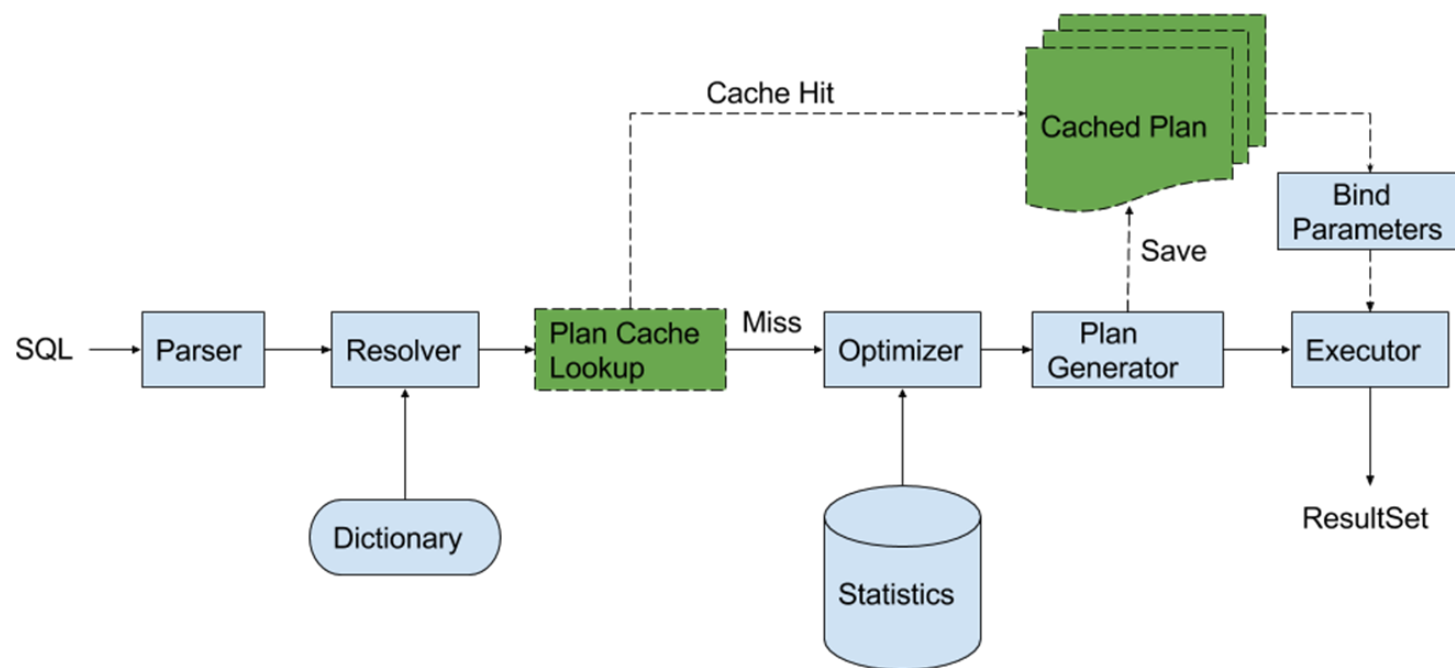 Cache Hit
Cached Plan
Bind
Parameters
Save
SQL
Parser
Resolver
Plan Cache
Lookup
Miss
Optimizer
Plan
Generator
Executor
Dictionary
Statistics
ResultSet